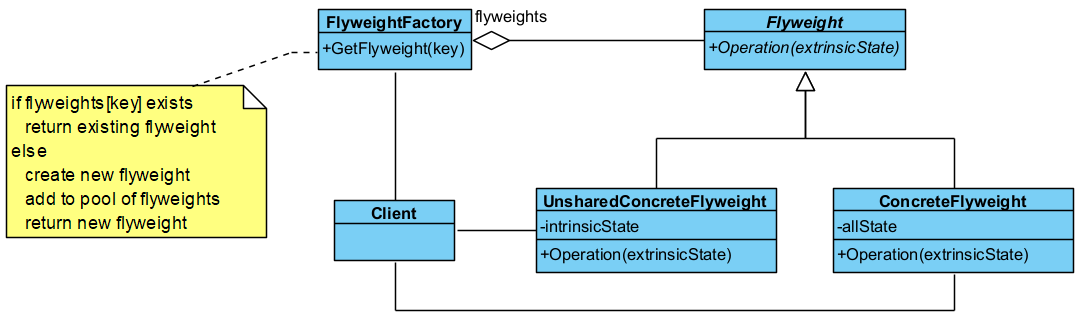 FlyweightFactory
+GetFlyweight(key)
flyweights
Flyweight
+Operation(extrinsicState)
if flyweights[key] exists
return existing flyweight
else
create new flyweight
add to pool of flyweights
return new flyweight
Client
UnsharedConcreteFlyweight
-intrinsicState
+Operation(extrinsicState)
ConcreteFlyweight
-allState
+Operation(extrinsicState)